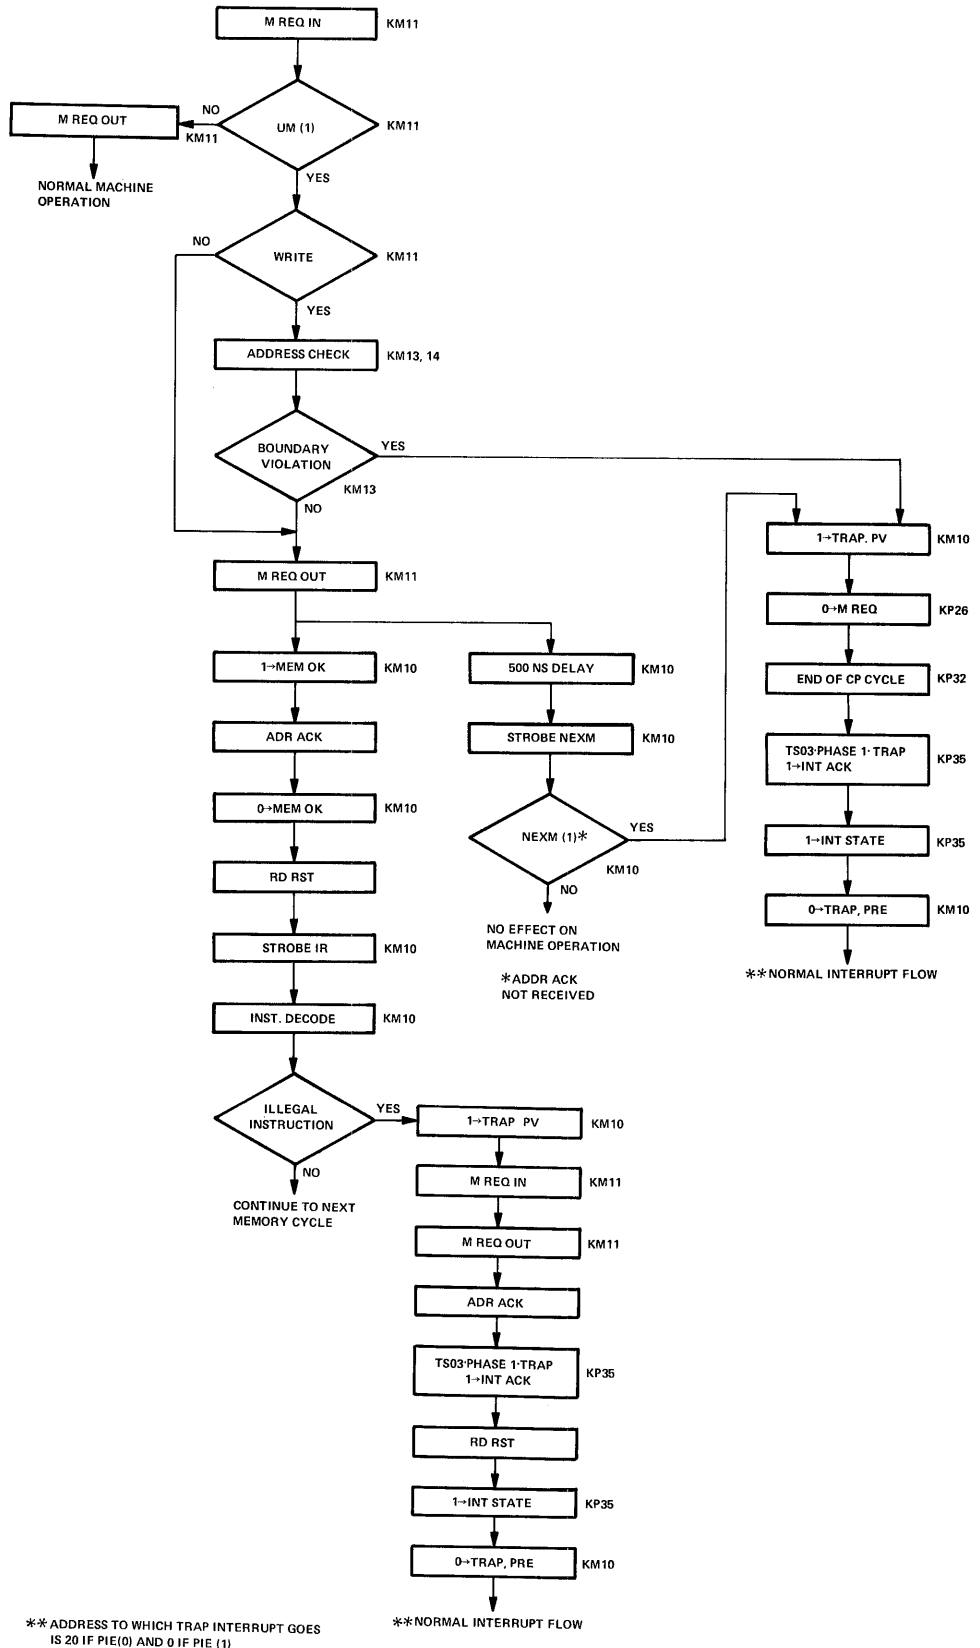 M REQ IN
KM11
UM (1)
KM11
NO
KM11
M REQ OUT
NORMAL MACHINE
OPERATION
YES
WRITE
KM11
NO
YES
ADDRESS CHECK
KM13, 14
BOUNDARY
VIOLATION
YES
KM13
NO
M REQ OUT
KM11
1→MEM OK
KM10
ADR ACK
0→MEM OK
KM10
RD RST
STROBE IR
KM10
INST. DECODE
KM10
ILLEGAL
INSTRUCTION
YES
NO
CONTINUE TO NEXT
MEMORY CYCLE
500 NS DELAY
KM10
STROBE NEXM
KM10
NEXM (1)*
YES
KM10
NO
NO EFFECT ON
MACHINE OPERATION
*ADDR ACK
NOT RECEIVED
1→TRAP. PV
KM10
0→M REQ
KP26
END OF CP CYCLE
KP32
TS03·PHASE 1· TRAP
1→INT ACK
KP35
1→INT STATE
KP35
0→TRAP, PRE
KM10
**NORMAL INTERRUPT FLOW
1→TRAP PV
KM10
M REQ IN
KM11
M REQ OUT
KM11
ADR ACK
TS03·PHASE 1·TRAP
1→INT ACK
KP35
RD RST
1→INT STATE
KP35
0→TRAP, PRE
KM10
**NORMAL INTERRUPT FLOW
**ADDRESS TO WHICH TRAP INTERRUPT GOES
IS 20 IF PIE(0) AND 0 IF PIE (1)